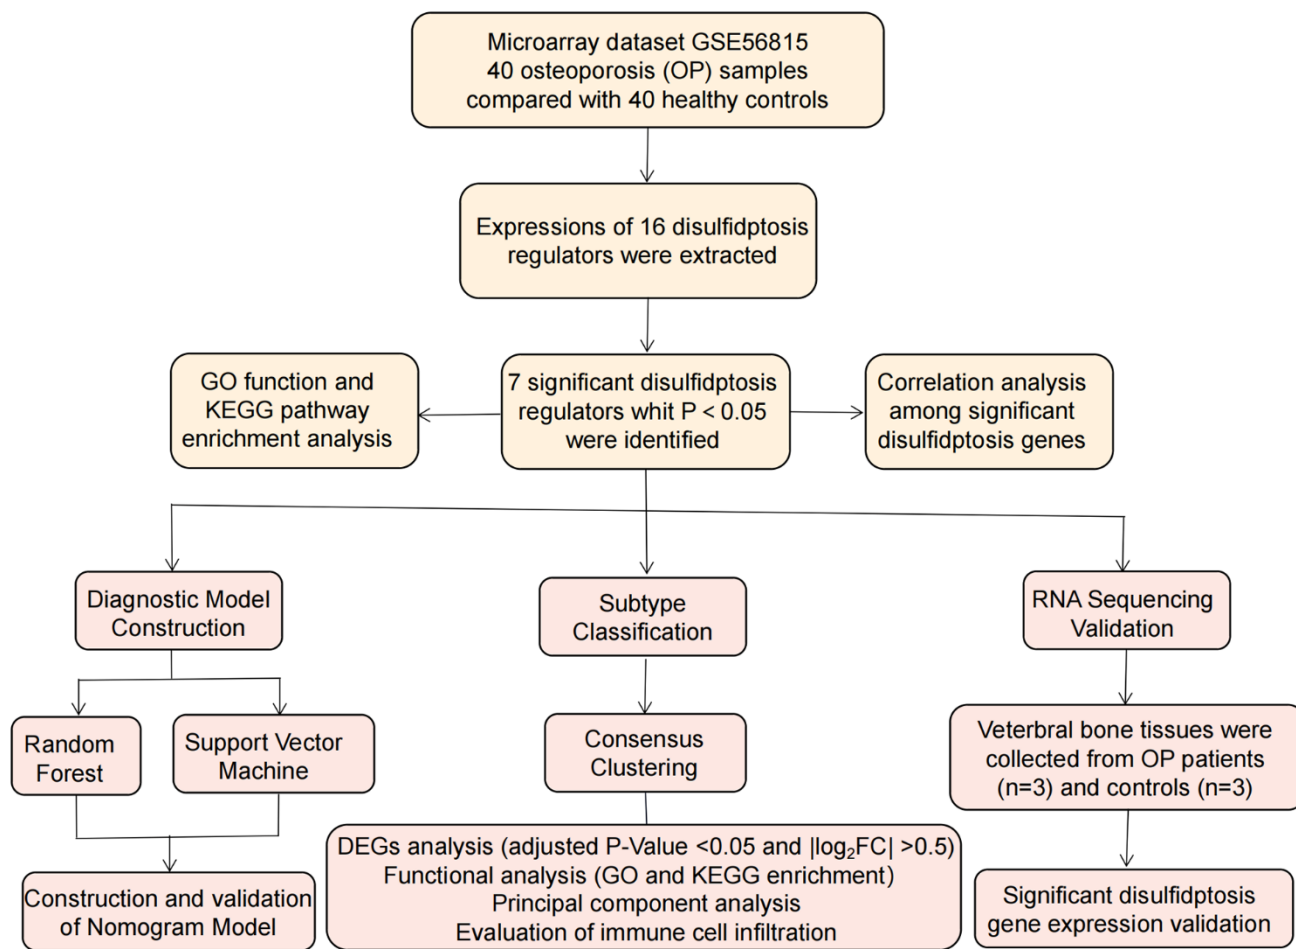 Microarray dataset GSE56815
40 osteoporosis (OP) samples
compared with 40 healthy controls
Expressions of 16 disulfidptosis
regulators were extracted
GO function and
KEGG pathway
enrichment analysis
7 significant disulfidptosis
regulators whit P < 0.05
were identified
Correlation analysis
among significant
disulfidptosis genes
Diagnostic Model
Construction
Subtype
Classification
RNA Sequencing
Validation
Random
Forest
Support Vector
Machine
Consensus
Clustering
Veterbral bone tissues were
collected from OP patients
(n=3) and controls (n=3)
Construction and validation
of Nomogram Model
DEGs analysis (adjusted P-Value <0.05 and |log₂FC| >0.5)
Functional analysis (GO and KEGG enrichment)
Principal component analysis
Evaluation of immune cell infiltration
Significant disulfidptosis
gene expression validation